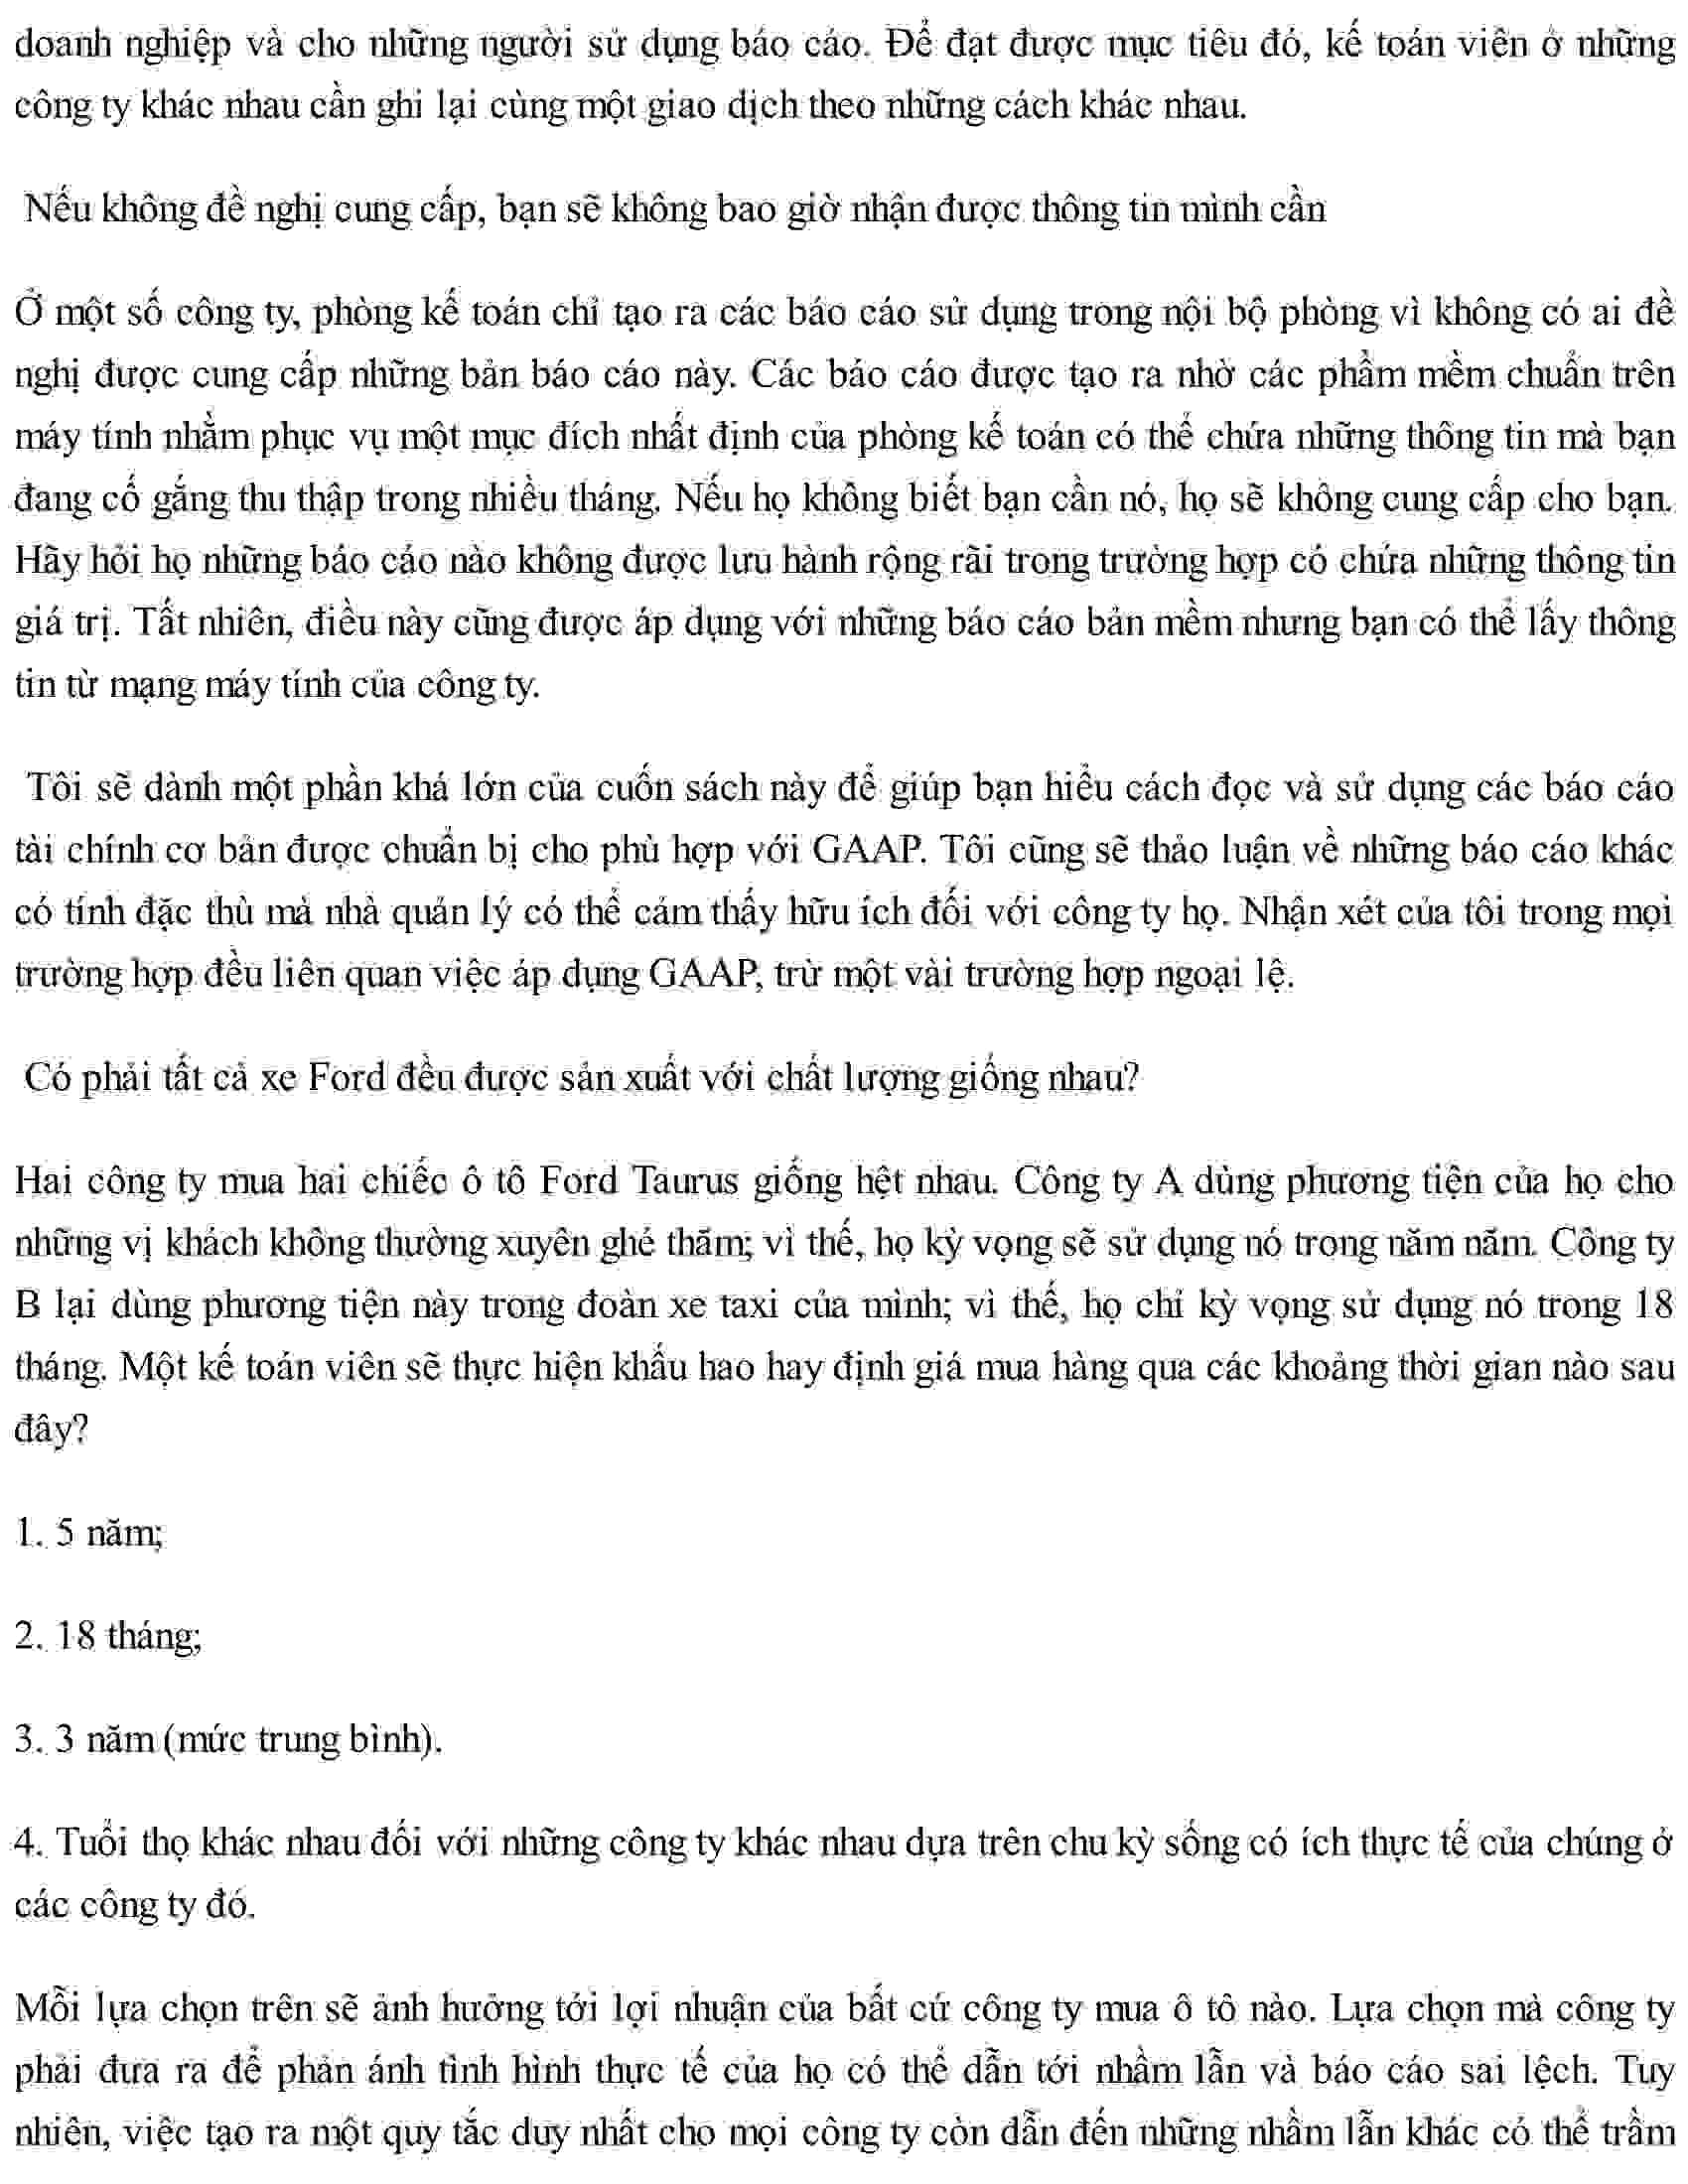 doanh nghiệp và cho những người sử dụng báo cáo. Để đạt được mục tiêu đó, kế toán viên ở những
công ty khác nhau cần ghi lại cùng một giao dịch theo những cách khác nhau.
Nếu không đề nghị cung cấp, bạn sẽ không bao giờ nhận được thông tin mình cần
Ở một số công ty, phòng kế toán chỉ tạo ra các báo cáo sử dụng trong nội bộ phòng vì không có ai đề
nghị được cung cấp những bản báo cáo này. Các báo cáo được tạo ra nhờ các phầm mềm chuẩn trên
máy tính nhằm phục vụ một mục đích nhất định của phòng kế toán có thể chứa những thông tin mà bạn
đang cố gắng thu thập trong nhiều tháng. Nếu họ không biết bạn cần nó, họ sẽ không cung cấp cho bạn.
Hãy hỏi họ những báo cáo nào không được lưu hành rộng rãi trong trường hợp có chứa những thông tin
giá trị. Tất nhiên, điều này cũng được áp dụng với những báo cáo bản mềm nhưng bạn có thể lấy thông
tin từ mạng máy tính của công ty.
Tôi sẽ dành một phần khá lớn của cuốn sách này để giúp bạn hiểu cách đọc và sử dụng các báo cáo
tài chính cơ bản được chuẩn bị cho phù hợp với GAAP. Tôi cũng sẽ thảo luận về những báo cáo khác
có tính đặc thù mà nhà quản lý có thể cảm thấy hữu ích đối với công ty họ. Nhận xét của tôi trong mọi
trường hợp đều liên quan việc áp dụng GAAP, trừ một vài trường hợp ngoại lệ.
Có phải tất cả xe Ford đều được sản xuất với chất lượng giống nhau?
Hai công ty mua hai chiếc ô tô Ford Taurus giống hệt nhau. Công ty A dùng phương tiện của họ cho
những vị khách không thường xuyên ghé thăm; vì thế, họ kỳ vọng sẽ sử dụng nó trong năm năm. Công ty
B lại dùng phương tiện này trong đoàn xe taxi của mình; vì thế, họ chỉ kỳ vọng sử dụng nó trong 18
tháng. Một kế toán viên sẽ thực hiện khấu hao hay định giá mua hàng qua các khoảng thời gian nào sau
đây?
1. 5 năm;
2. 18 tháng;
3. 3 năm (mức trung bình).
4. Tuổi thọ khác nhau đối với những công ty khác nhau dựa trên chu kỳ sống có ích thực tế của chúng ở
các công ty đó.
Mỗi lựa chọn trên sẽ ảnh hưởng tới lợi nhuận của bất cứ công ty mua ô tô nào. Lựa chọn mà công ty
phải đưa ra để phản ánh tình hình thực tế của họ có thể dẫn tới nhầm lẫn và báo cáo sai lệch. Tuy
nhiên, việc tạo ra một quy tắc duy nhất cho mọi công ty còn dẫn đến những nhầm lẫn khác có thể trầm